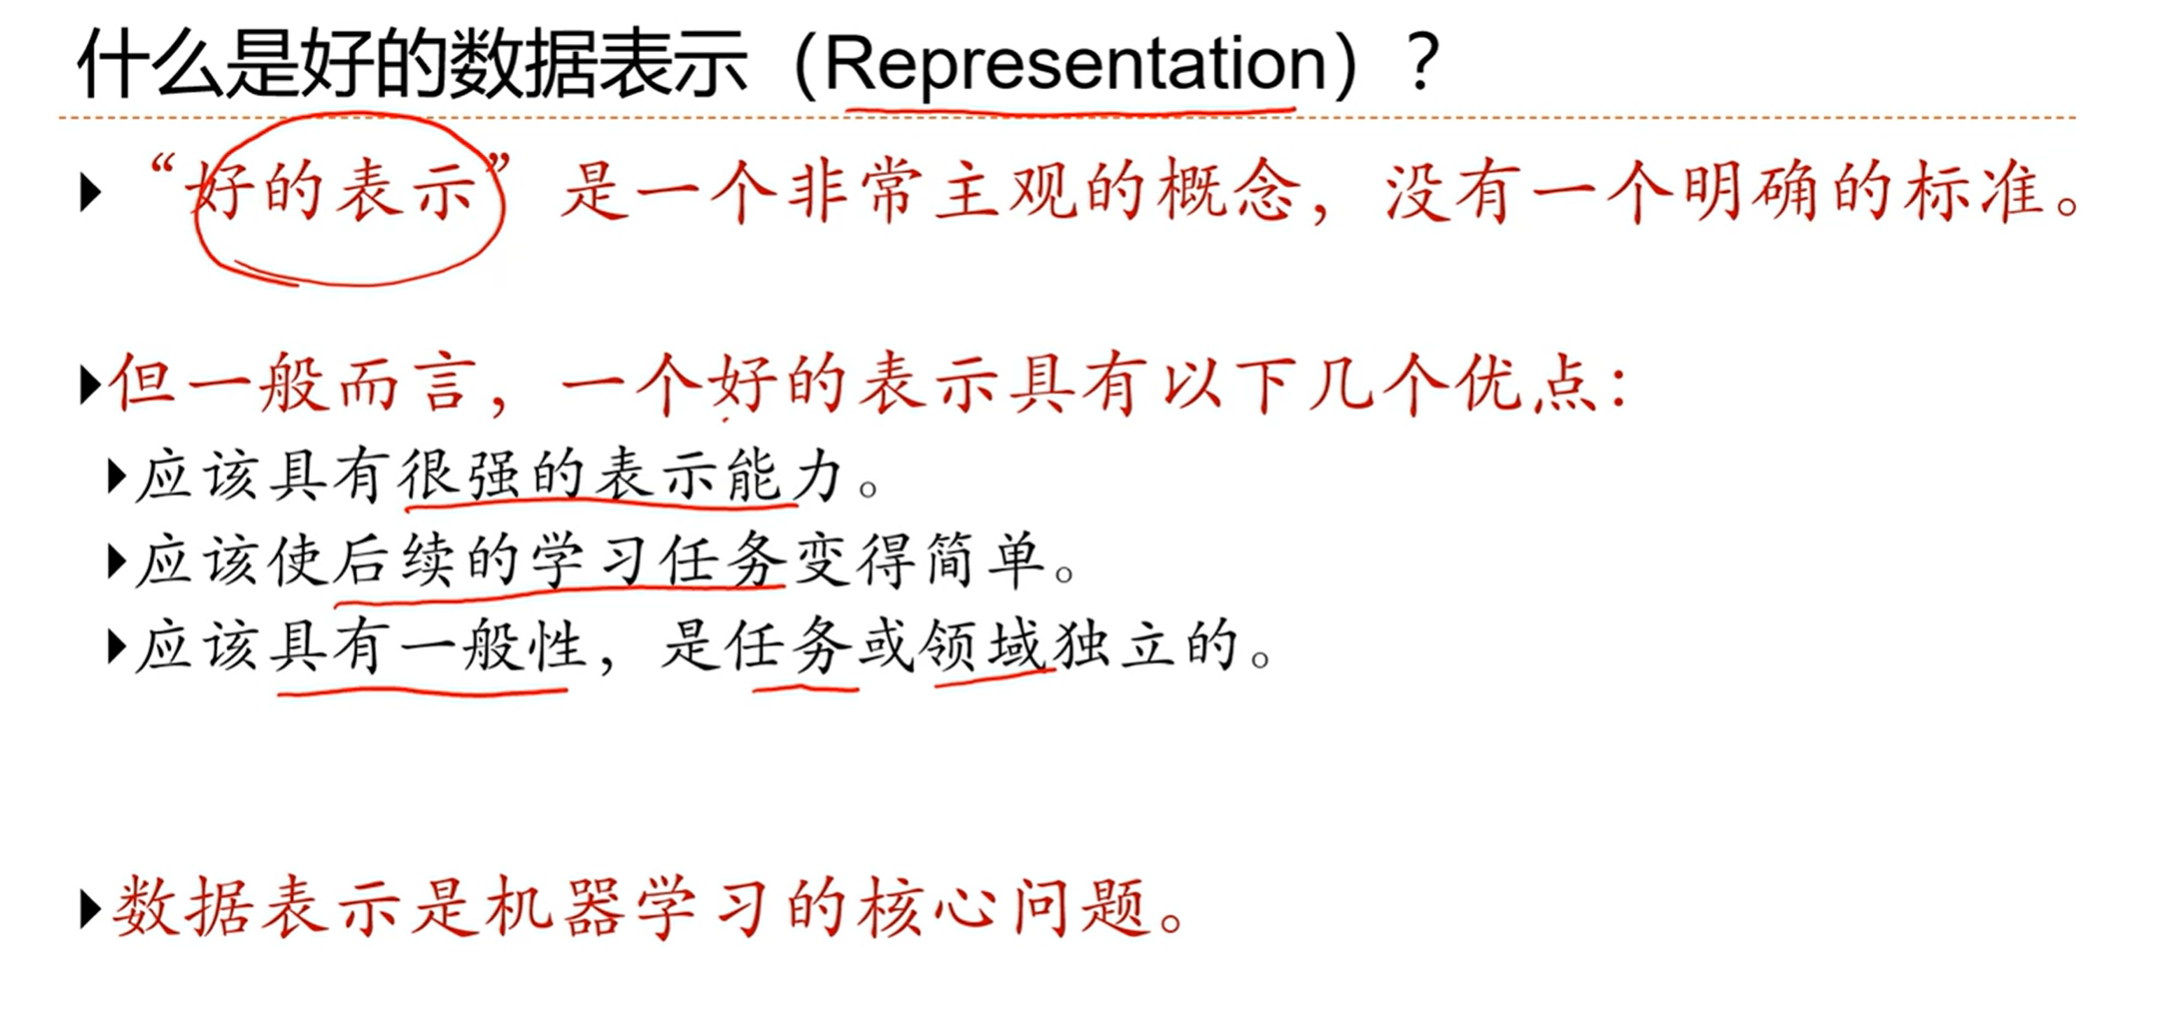 什么是好的数据表示（Representation）？
“好的表示”是一个非常主观的概念，没有一个明确的标准。
但一般而言，一个好的表示具有以下几个优点：
应该具有很强的表示能力。
应该使后续的学习任务变得简单。
应该具有一般性，是任务或领域独立的。
数据表示是机器学习的核心问题。